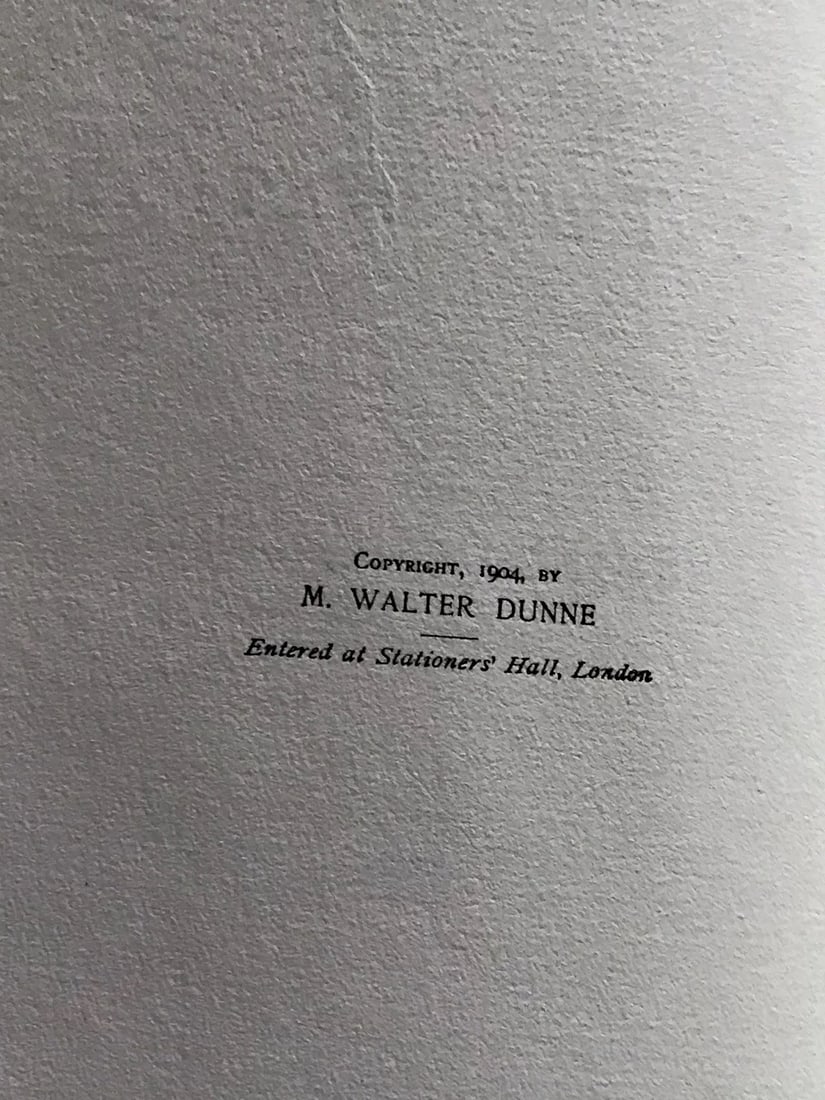 Copyright, 1904, by
M. WALTER DUNNE
Entered at Stationers' Hall, London